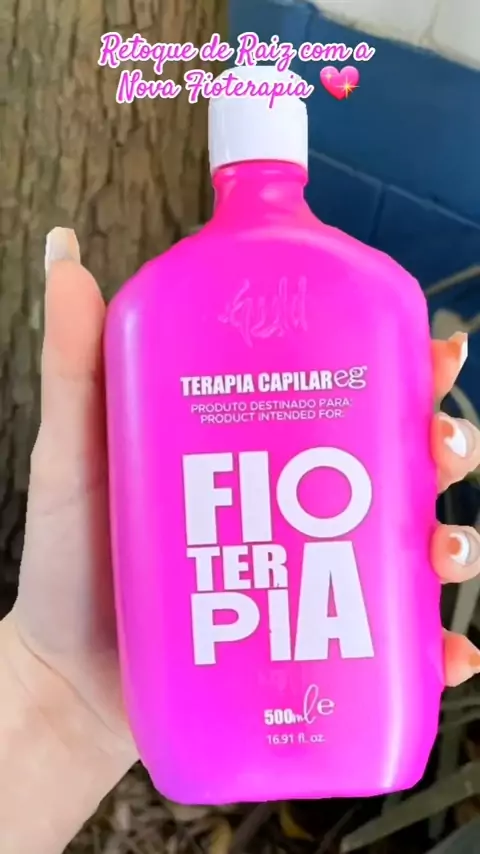 Retoque de Raiz com a
Nova Fioterapia 💖
TERAPIA CAPILAR eg
PRODUTO DESTINADO PARA:
PRODUCT INTENDED FOR:
FIO
TER
PIA
500ml e
16.91 fl. oz.